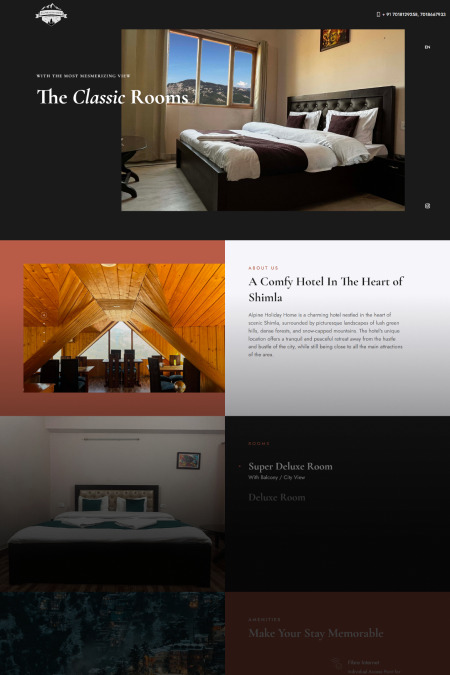 + 91 7018129258, 7018667933
EN
WITH THE MOST MESMERIZING VIEW
The Classic Rooms
ABOUT US
A Comfy Hotel In The Heart of
Shimla
Alpine Holiday Home is a charming hotel nestled in the heart of
scenic Shimla, surrounded by picturesque landscapes of lush green
hills, dense forests, and snow-capped mountains. The hotel's unique
location offers a tranquil and peaceful retreat away from the hustle
and bustle of the city, while still being close to all the main attractions
of the area.
ROOMS
Super Deluxe Room
With Balcony / City View
Deluxe Room
AMENITIES
Make Your Stay Memorable
Fibre Internet